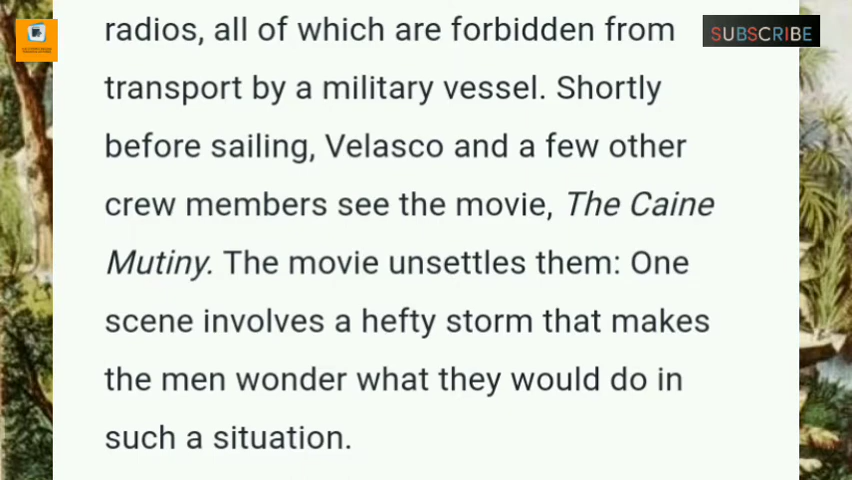 SUBSCRIBE
radios, all of which are forbidden from
transport by a military vessel. Shortly
before sailing, Velasco and a few other
crew members see the movie, The Caine
Mutiny. The movie unsettles them: One
scene involves a hefty storm that makes
the men wonder what they would do in
such a situation.